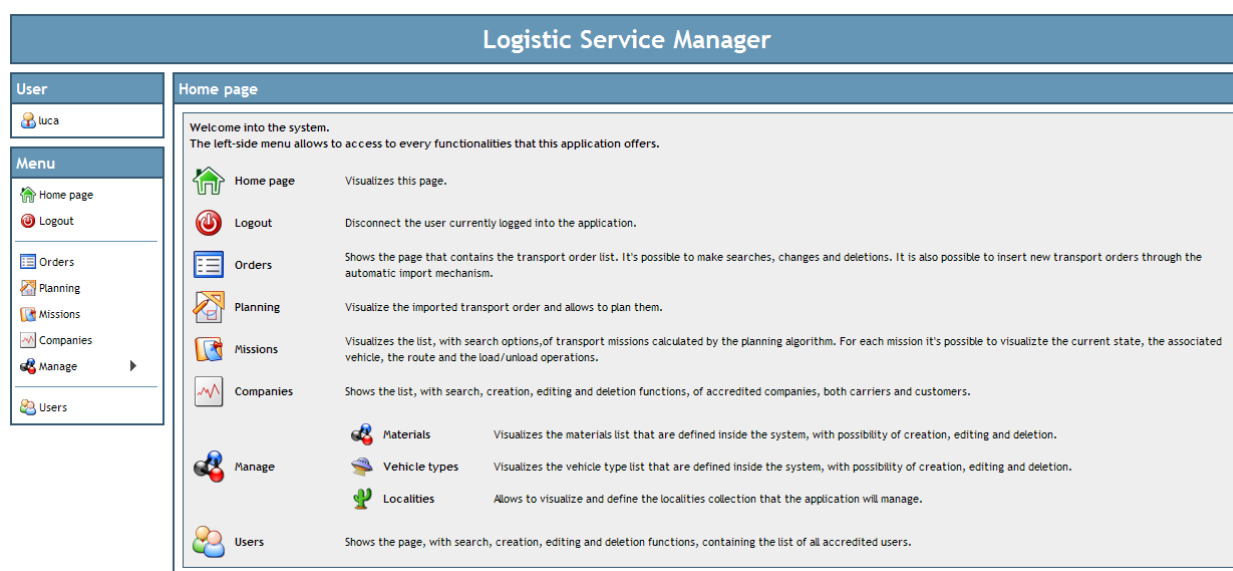 Logistic Service Manager
User
luca
Menu
Home page
Logout
Orders
Planning
Missions
Companies
Manage
Users
Home page
Welcome into the system.
The left-side menu allows to access to every functionalities that this application offers.
Home page Visualizes this page.
Logout Disconnect the user currently logged into the application.
Orders Shows the page that contains the transport order list. It's possible to make searches, changes and deletions. It is also possible to insert new transport orders through the
automatic import mechanism.
Planning Visualize the imported transport order and allows to plan them.
Missions Visualizes the list, with search options,of transport missions calculated by the planning algorithm. For each mission it's possible to visualizte the current state, the associated
vehicle, the route and the load/unload operations.
Companies Shows the list, with search, creation, editing and deletion functions, of accredited companies, both carriers and customers.
Manage
Materials Visualizes the materials list that are defined inside the system, with possibility of creation, editing and deletion.
Vehicle types Visualizes the vehicle type list that are defined inside the system, with possibility of creation, editing and deletion.
Localities Allows to visualize and define the localities collection that the application will manage.
Users Shows the page, with search, creation, editing and deletion functions, containing the list of all accredited users.